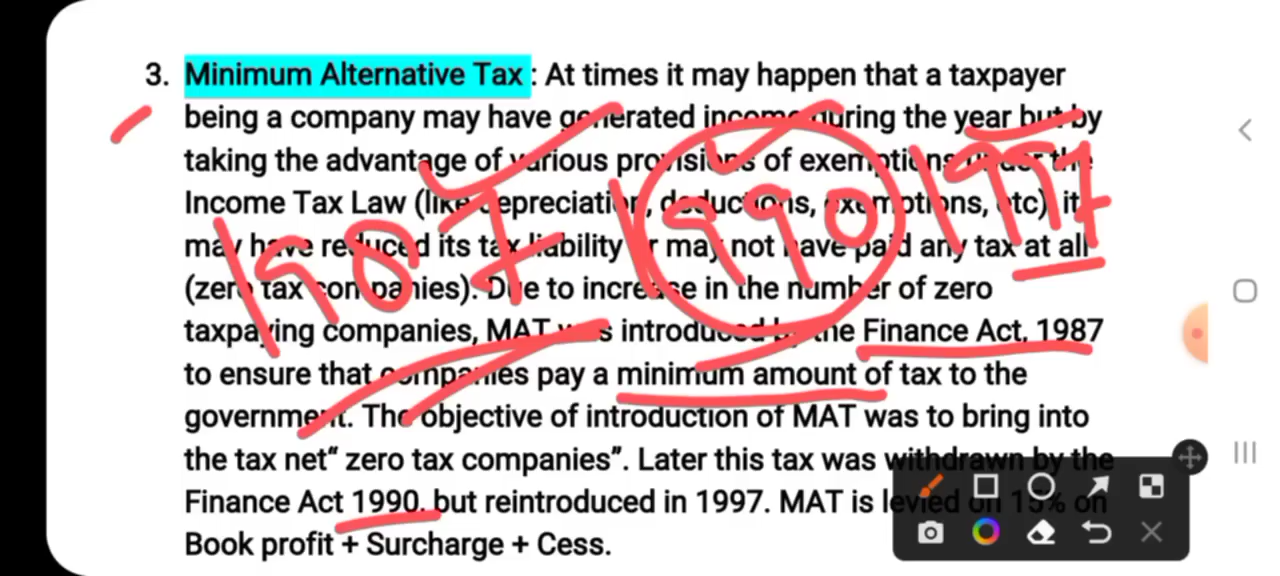 3. Minimum Alternative Tax : At times it may happen that a taxpayer
being a company may have generated income during the year but by
taking the advantage of various provisions of exemptions under the
Income Tax Law (like depreciation, deductions, exemptions, etc) it
may have reduced its tax liability or may not have paid any tax at all
(zero tax companies). Due to increase in the number of zero
taxpaying companies, MAT was introduced by the Finance Act, 1987
to ensure that companies pay a minimum amount of tax to the
government. The objective of introduction of MAT was to bring into
the tax net“ zero tax companies”. Later this tax was withdrawn by the
Finance Act 1990, but reintroduced in 1997. MAT is levied on 15% on
Book profit + Surcharge + Cess.
1990